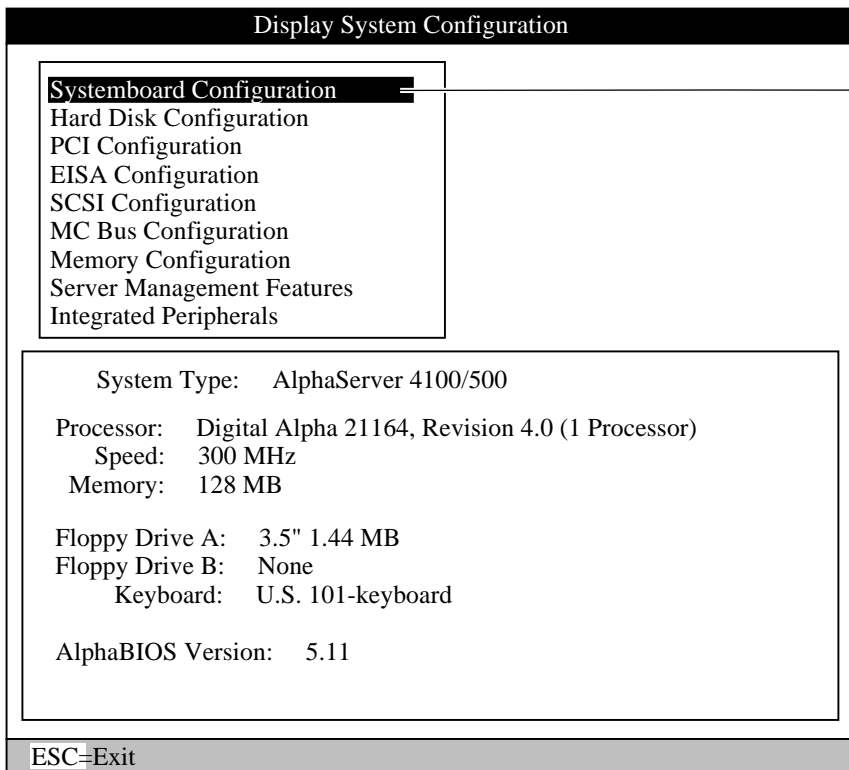 Display System Configuration
Systemboard Configuration
Hard Disk Configuration
PCI Configuration
EISA Configuration
SCSI Configuration
MC Bus Configuration
Memory Configuration
Server Management Features
Integrated Peripherals
System Type: AlphaServer 4100/500
Processor: Digital Alpha 21164, Revision 4.0 (1 Processor)
Speed: 300 MHz
Memory: 128 MB
Floppy Drive A: 3.5" 1.44 MB
Floppy Drive B: None
Keyboard: U.S. 101-keyboard
AlphaBIOS Version: 5.11
ESC=Exit